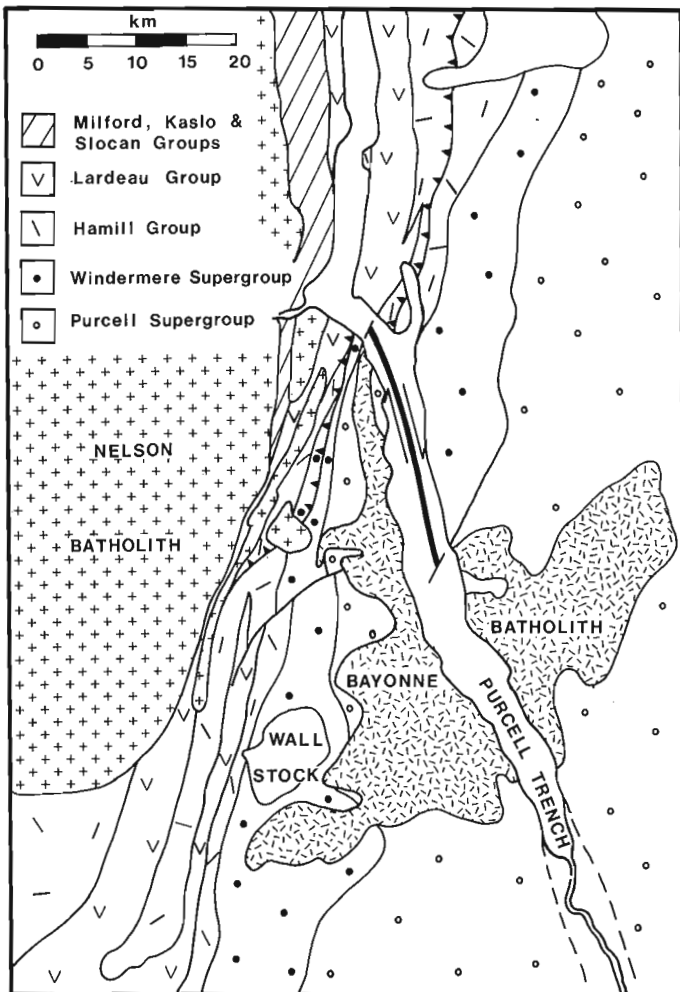 km
0 5 10 15 20
Milford, Kaslo &
Slocan Groups
Lardeau Group
Hamill Group
Windermere Supergroup
Purcell Supergroup
NELSON
BATHOLITH
BATHOLITH
BAYONNE
PURCELL TRENCH
WALL
STOCK